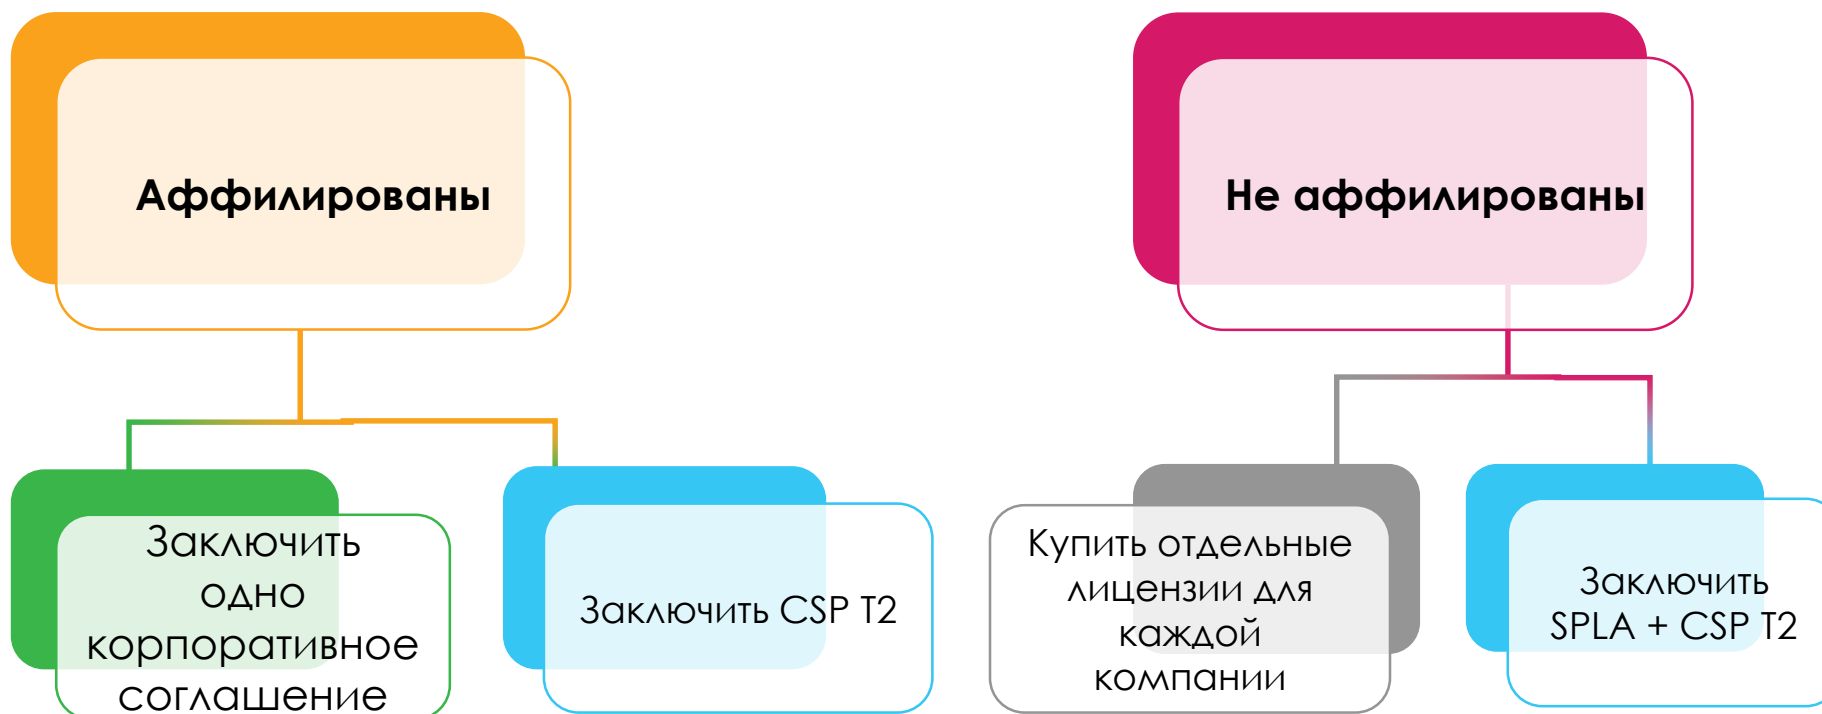 Аффилированы
Не аффилированы
Заключить
одно
корпоративное
соглашение
Заключить CSP T2
Купить отдельные
лицензии для
каждой
компании
Заключить
SPLA + CSP T2